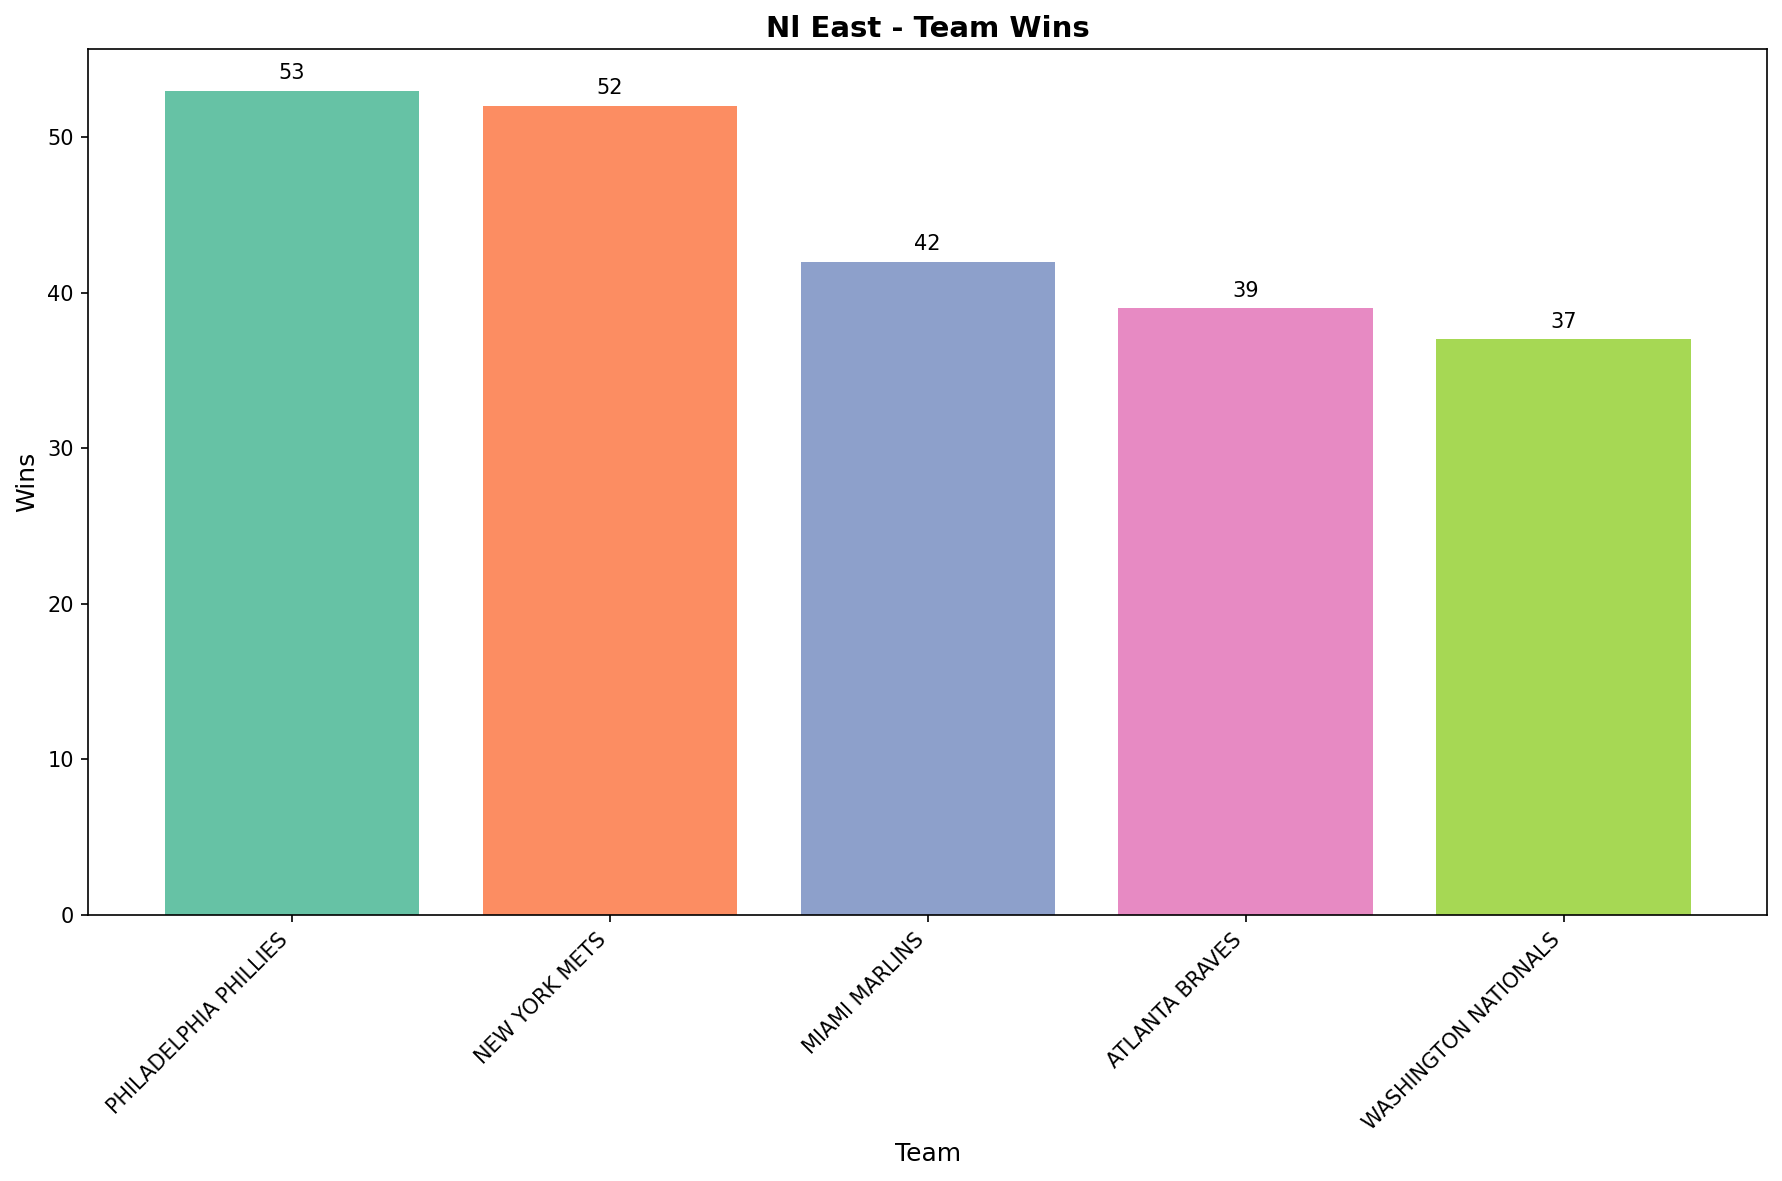 Nl East - Team Wins
53
52
42
39
37
50
40
30
20
10
0
Wins
PHILADELPHIA PHILLIES
NEW YORK METS
MIAMI MARLINS
ATLANTA BRAVES
WASHINGTON NATIONALS
Team